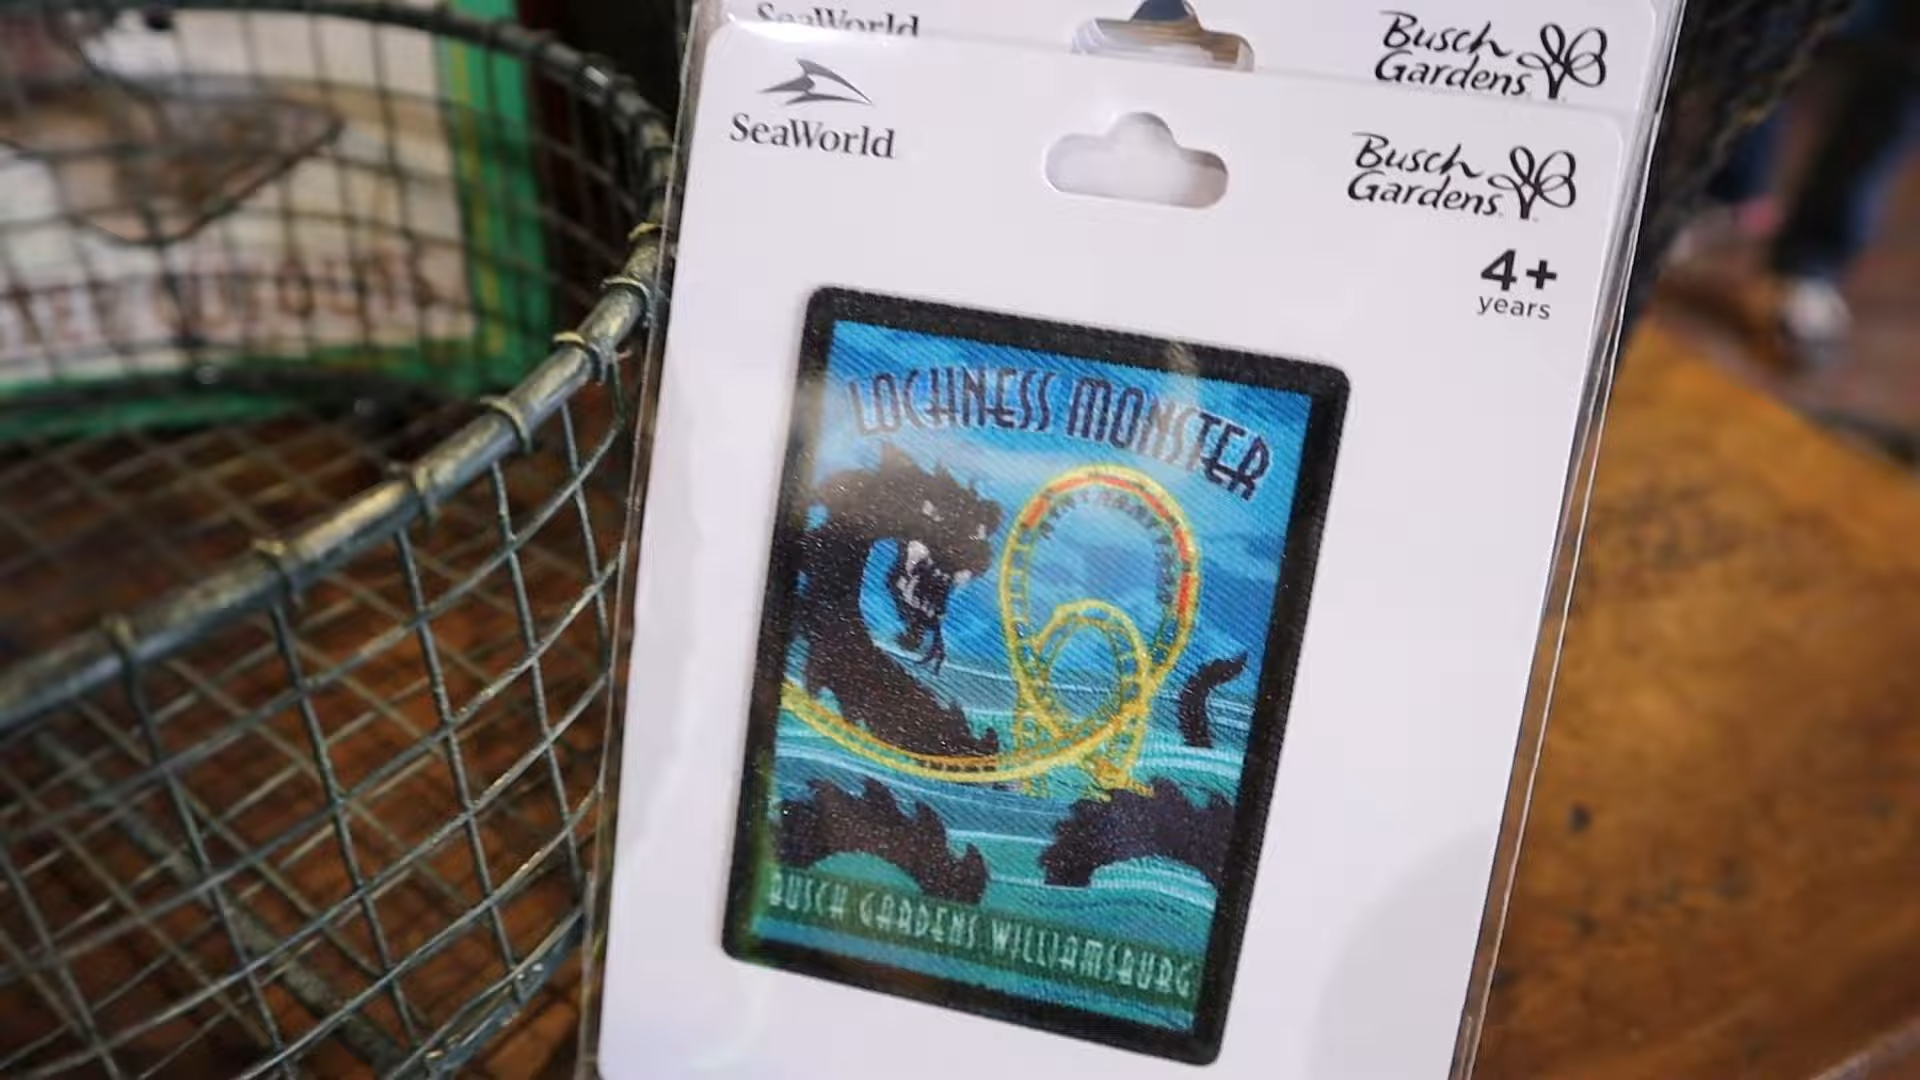 SeaWorld
Busch
Gardens
SeaWorld
Busch
Gardens
4+
years
LOCHNESS MONSTER
BUSCH GARDENS WILLIAMSBURG